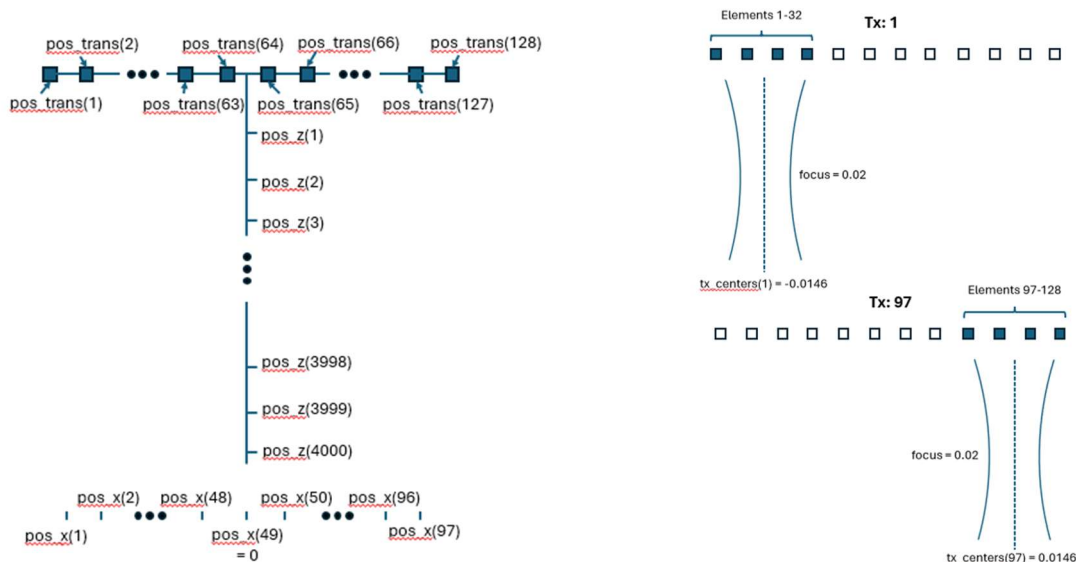 pos_trans(2)
pos_trans(64)
pos_trans(66)
pos_trans(128)
pos_trans(1)
pos_trans(63)
pos_trans(65)
pos_trans(127)
pos_z(1)
pos_z(2)
pos_z(3)
pos_z(3998)
pos_z(3999)
pos_z(4000)
pos_x(2)
pos_x(48)
pos_x(50)
pos_x(96)
pos_x(1)
pos_x(49)
= 0
pos_x(97)
Elements 1-32
Tx: 1
focus = 0.02
tx_centers(1) = -0.0146
Tx: 97
Elements 97-128
focus = 0.02
tx_centers(97) = 0.0146